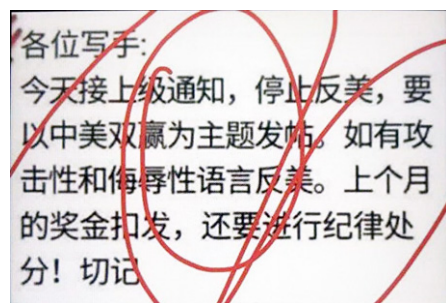 各位写手:
今天接上级通知，停止反美，要
以中美双赢为主题发帖。如有攻
击性和侮辱性语言反美。上个月
的奖金扣发，还要进行纪律处
分！切记